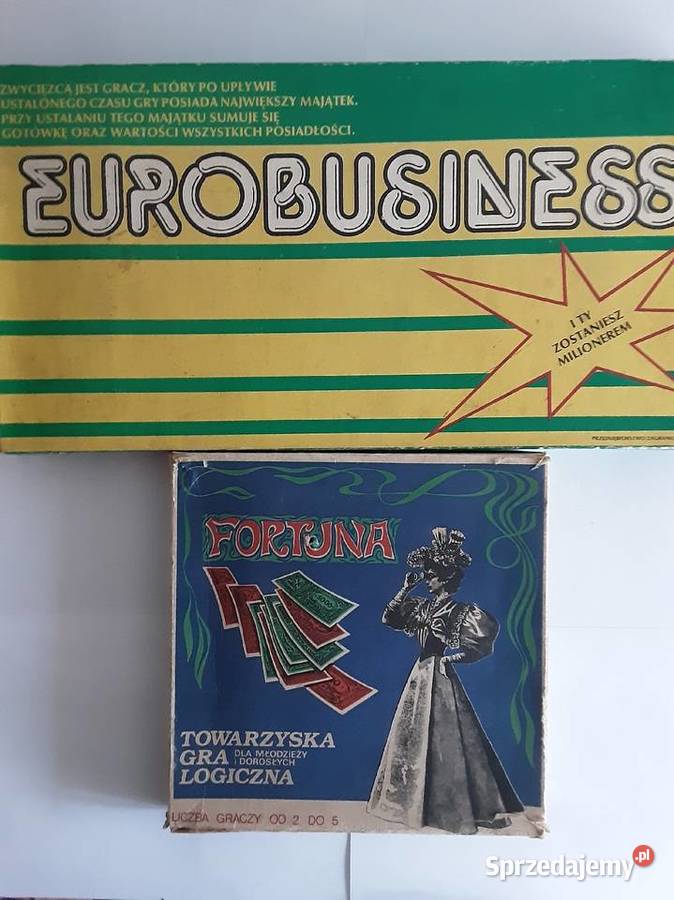 ZWYCIĘZCĄ JEST GRACZ, KTÓRY PO UPŁYWIE
USTALONEGO CZASU GRY POSIADA NAJWIĘKSZY MAJĄTEK.
PRZY USTALANIU TEGO MAJĄTKU SUMUJE SIĘ
GOTÓWKĘ ORAZ WARTOŚCI WSZYSTKICH POSIADŁOŚCI.
EUROBUSINESS
I TY
ZOSTANIESZ
MILIONEREM
FORTUNA
TOWARZYSKA
GRA DLA MŁODZIEŻY
I DOROSŁYCH
LOGICZNA
LICZBA GRACZY OD 2 DO 5
Sprzedajemy.pl